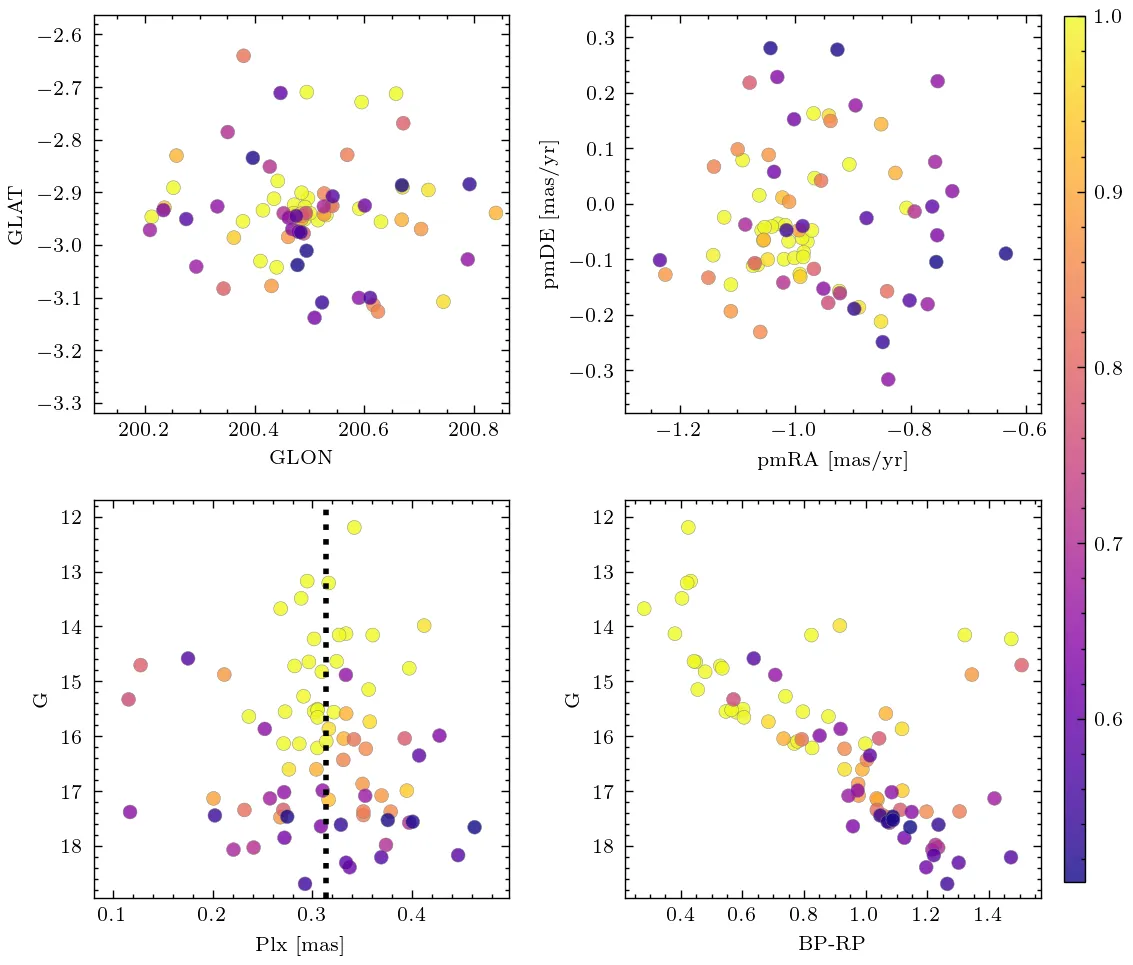 −2.6
−2.7
−2.8
−2.9
−3.0
−3.1
−3.2
−3.3
GLAT
200.2 200.4 200.6 200.8
GLON
0.3
0.2
0.1
0.0
−0.1
−0.2
−0.3
pmDE [mas/yr]
−1.2 −1.0 −0.8 −0.6
pmRA [mas/yr]
1.0
0.9
0.8
0.7
0.6
12
13
14
15
16
17
18
G
0.1 0.2 0.3 0.4
Plx [mas]
12
13
14
15
16
17
18
G
0.4 0.6 0.8 1.0 1.2 1.4
BP-RP